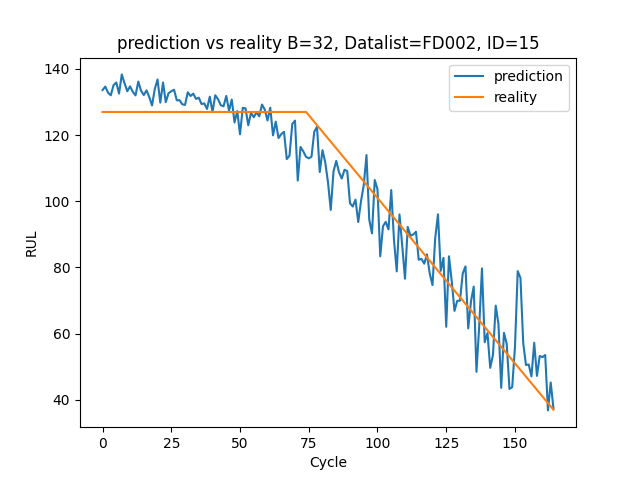 prediction vs reality B=32, Datalist=FD002, ID=15
prediction
reality
RUL
140
120
100
80
60
40
0 25 50 75 100 125 150
Cycle